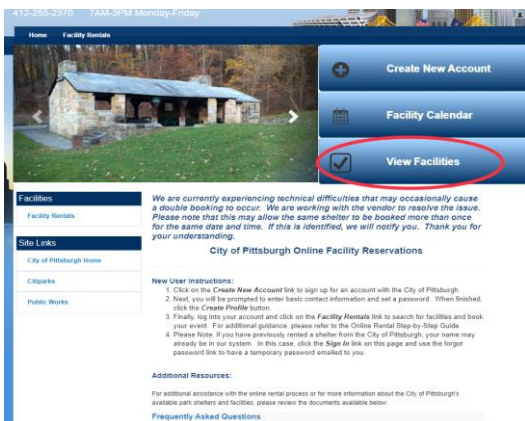 412-255-2370 7AM-3PM Monday-Friday
Home Facility Rentals
Create New Account
Facility Calendar
View Facilities
Facilities
Facility Rentals
Site Links
City of Pittsburgh Home
Citiparks
Public Works
We are currently experiencing technical difficulties that may occasionally cause
a double booking to occur. We are working with the vendor to resolve the issue.
Please note that this may allow the same shelter to be booked more than once
for the same date and time. If this is identified, we will notify you. Thank you for
your understanding.
City of Pittsburgh Online Facility Reservations
New User Instructions:
1. Click on the Create New Account link to sign up for an account with the City of Pittsburgh.
2. Next, you will be prompted to enter basic contact information and set a password. When finished,
click the Create Profile button.
3. Finally, log into your account and click on the Facility Rentals link to search for facilities and book
your event. For additional guidance, please refer to the Online Rental Step-by-Step Guide.
4. Please Note, if you have previously rented a shelter from the City of Pittsburgh, your name may
already be in our system. In this case, click the Sign In link on this page and use the forgot
password link to have a temporary password emailed to you.
Additional Resources:
For additional assistance with the online rental process or for more information about the City of Pittsburgh's
available park shelters and facilities, please review the documents available below:
Frequently Asked Questions